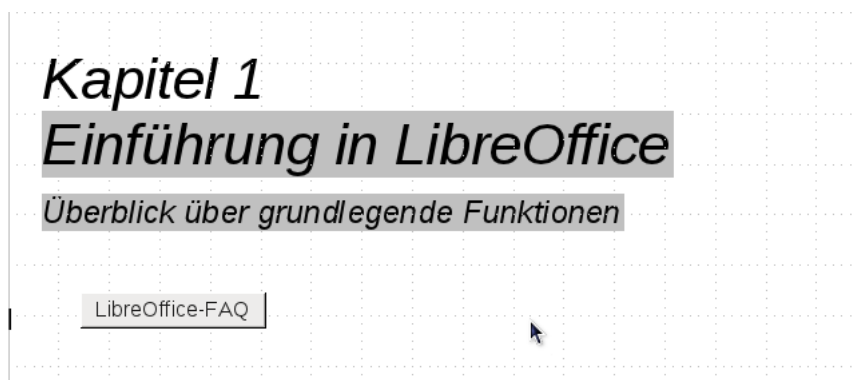 Kapitel 1
Einführung in LibreOffice
Überblick über grundlegende Funktionen
LibreOffice-FAQ